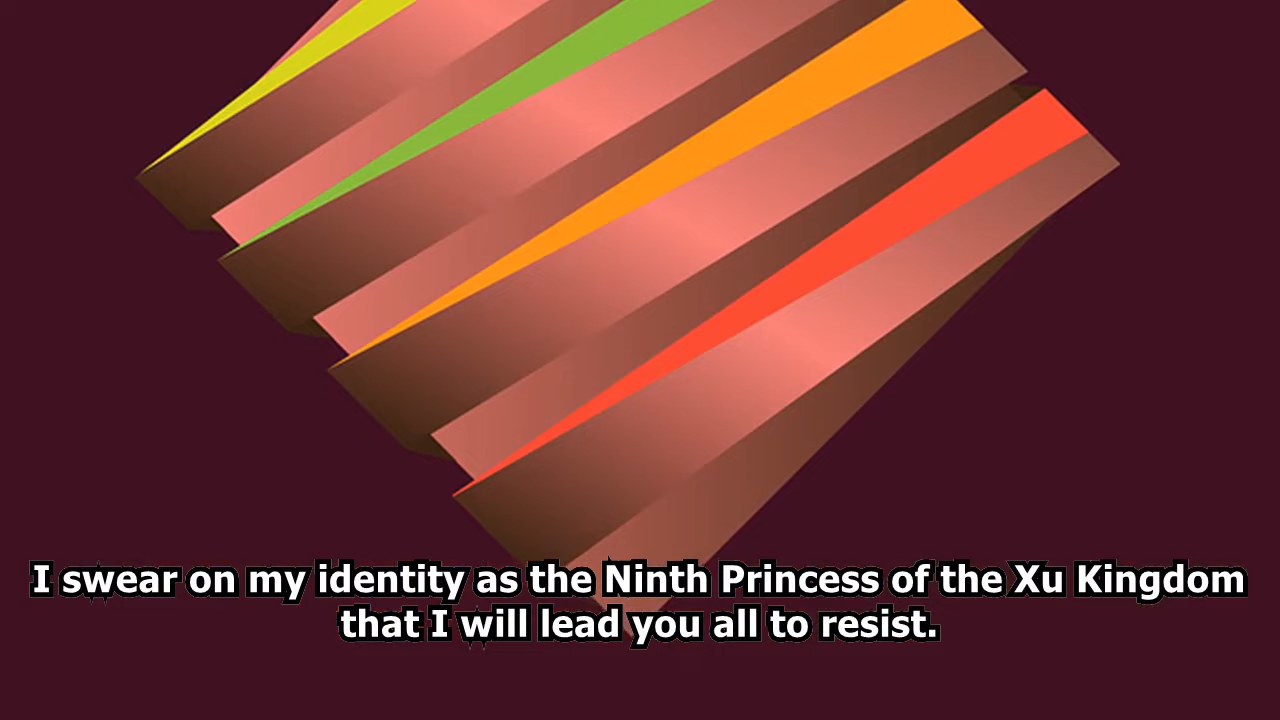 I swear on my identity as the Ninth Princess of the Xu Kingdom
that I will lead you all to resist.